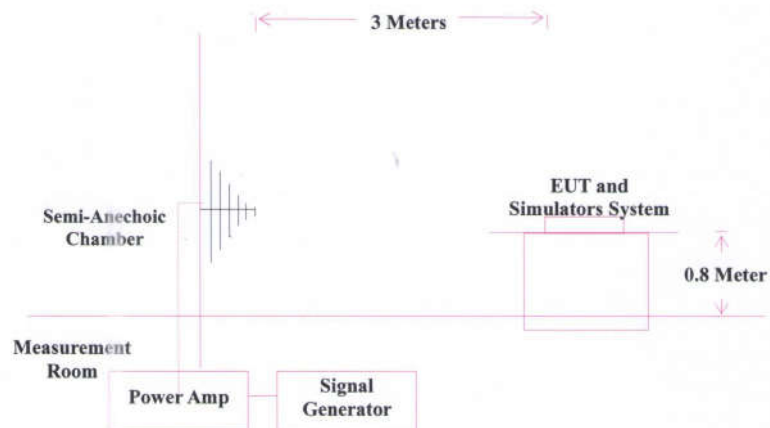 3 Meters
EUT and
Simulators System
Semi-Anechoic
Chamber
0.8 Meter
Measurement
Room
Power Amp
Signal
Generator